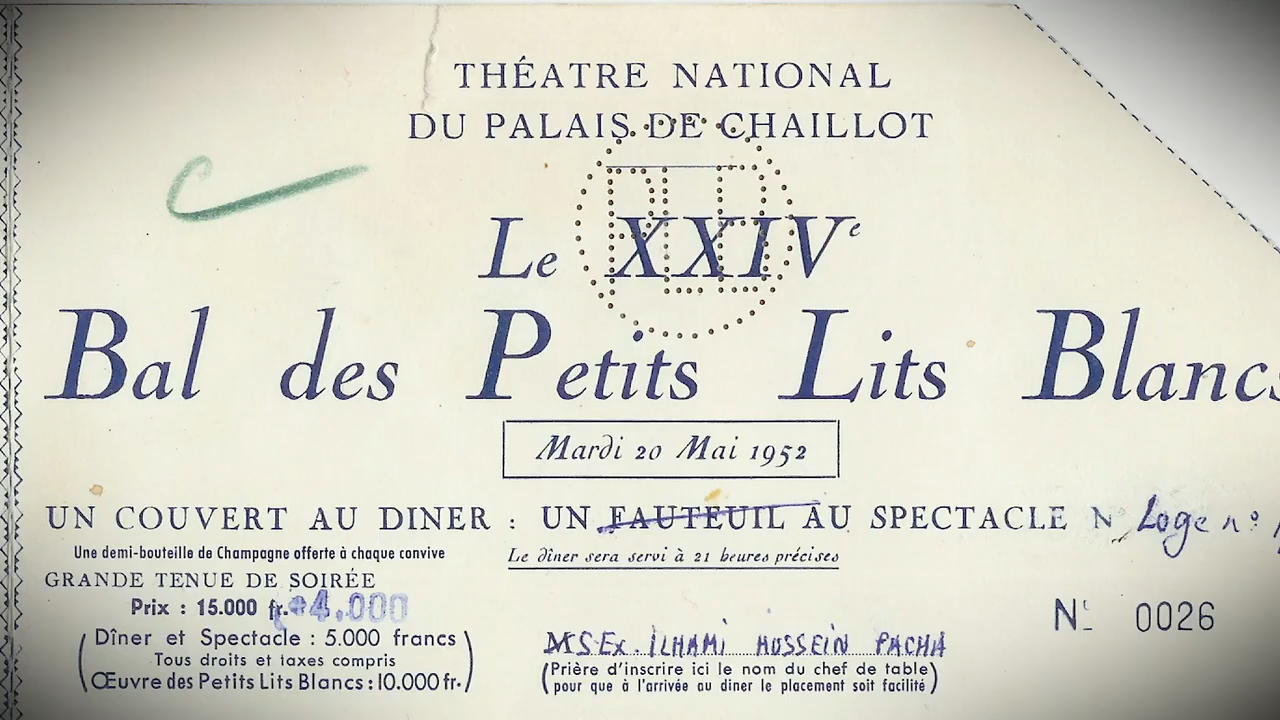 THÉATRE NATIONAL
DU PALAIS DE CHAILLOT
Le XXIVe
Bal des Petits Lits Blancs
Mardi 20 Mai 1952
UN COUVERT AU DINER : UN FAUTEUIL AU SPECTACLE N° Loge n°
Une demi-bouteille de Champagne offerte à chaque convive
Le dîner sera servi à 21 heures précises
GRANDE TENUE DE SOIRÉE
Prix : 15.000 fr. 4.000
N° 0026
(Dîner et Spectacle : 5.000 francs
Tous droits et taxes compris
Œuvre des Petits Lits Blancs : 10.000 fr.)
S.Ex. ILHAMI HUSSEIN PACHA
(Prière d'inscrire ici le nom du chef de table
pour que à l'arrivée au diner le placement soit facilité)